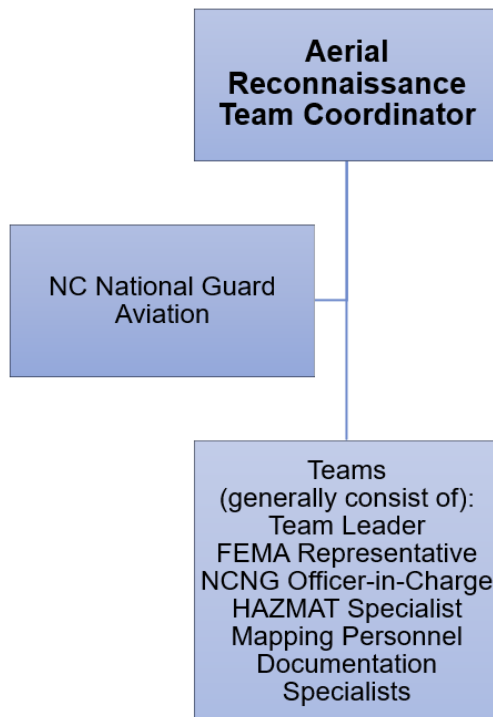 Aerial
Reconnaissance
Team Coordinator
NC National Guard
Aviation
Teams
(generally consist of):
Team Leader
FEMA Representative
NCNG Officer-in-Charge
HAZMAT Specialist
Mapping Personnel
Documentation
Specialists